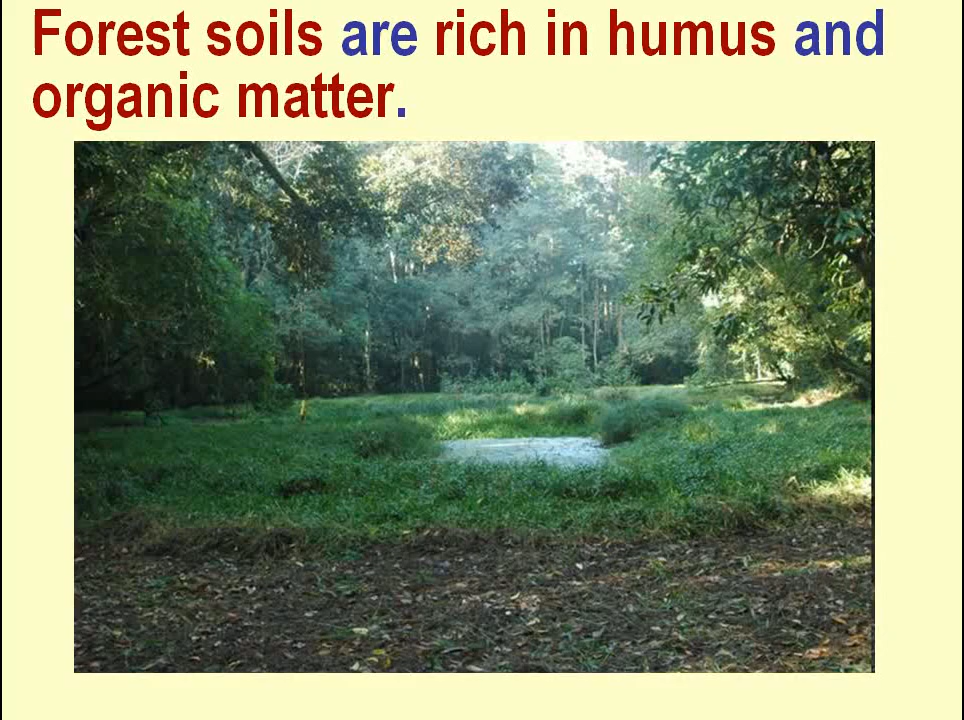 Forest soils are rich in humus and
organic matter.